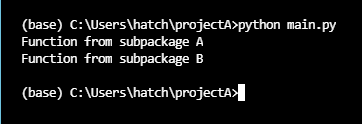 (base) C:\Users\hatch\projectA>python main.py
Function from subpackage A
Function from subpackage B
(base) C:\Users\hatch\projectA>